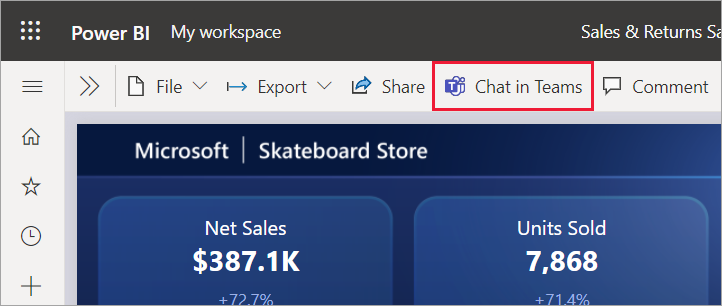 Power BI My workspace Sales & Returns Sa
File Export Share Chat in Teams Comment
Microsoft | Skateboard Store
Net Sales
$387.1K
+72.7%
Units Sold
7,868
+71.4%